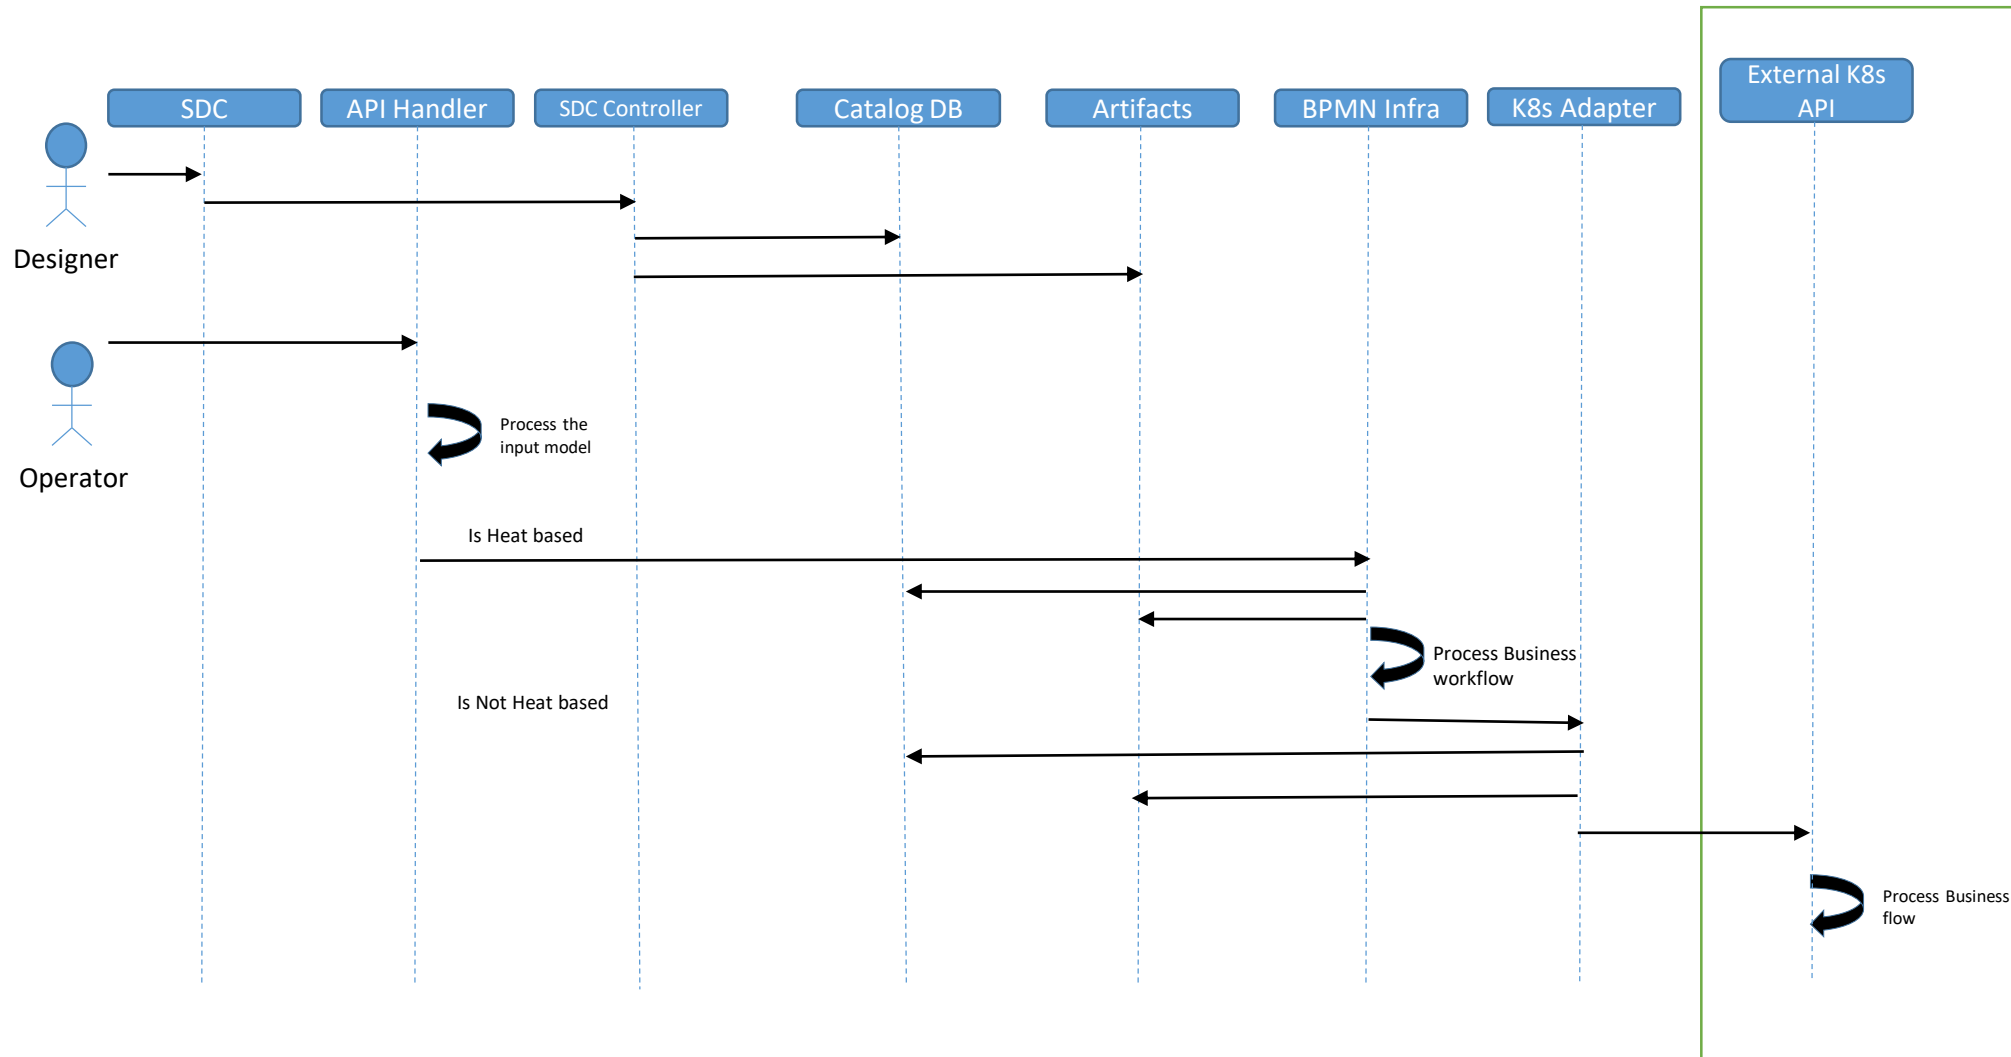 External K8s
API
SDC
API Handler
SDC Controller
Catalog DB
Artifacts
BPMN Infra
K8s Adapter
Designer
Operator
Process the
input model
Is Heat based
Process Business
workflow
Is Not Heat based
Process Business
flow